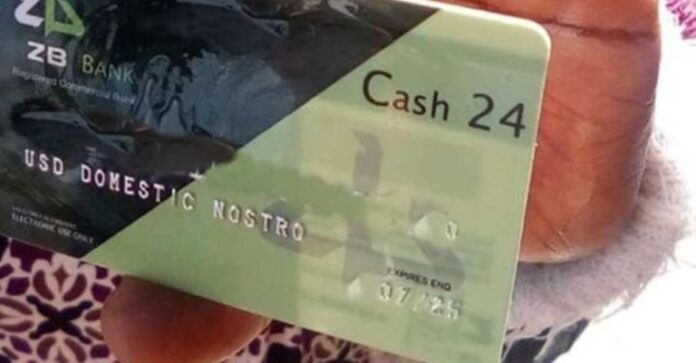 ZB BANK
Registered Commercial Bank
Cash 24
USD DOMESTIC NOSTRO
ELECTRONIC USE ONLY
EXPIRES END
07/25